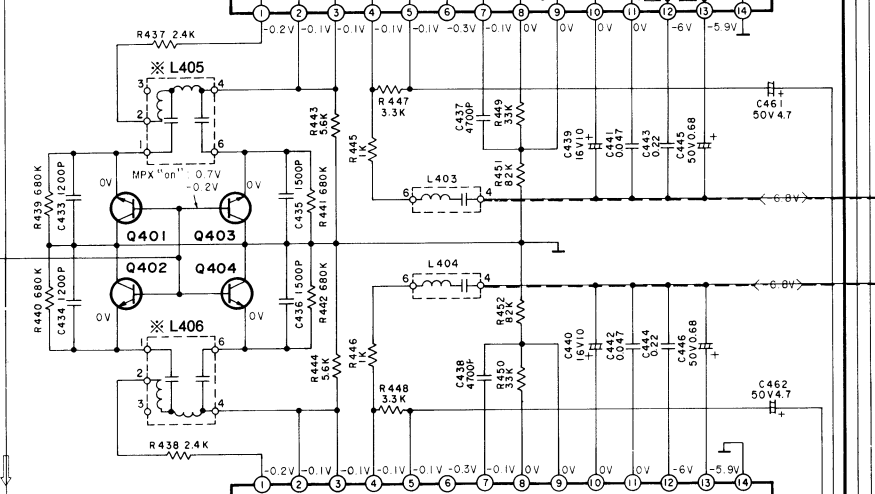 1 2 3 4 5 6 7 8 9 10 11 12 13 14
-0.2V -0.1V -0.1V -0.1V -0.1V -0.3V -0.1V 0V 0V 0V 0V -6V -5.9V
R437 2.4K
※ L405
3 4
2
1 6
R443 5.6K
R447
3.3K
R445 1K
C437 4700P
R449 33K
R451 82K
C439 16V10
+
C441 0.047
C443 0.22
C445 50V0.68
+
+
C461
50V4.7
MPX "on": 0.7V
-0.2V
R439 680K
C433 1200P
0V
0V
C435 1500P
R441 680K
L403
6 4
-6.8V
Q401 Q403
Q402 Q404
L404
6 4
-6.8V
R440 680K
C434 1200P
0V
0V
C436 1500P
R442 680K
※ L406
1 6
2
3 4
R444 5.6K
R446 1K
R448
3.3K
C438 4700P
R452 82K
R450 33K
C440 16V10
+
C442 0.047
C444 0.22
C446 50V0.68
+
C462
50V4.7
+
R438 2.4K
-0.2V -0.1V -0.1V -0.1V -0.1V -0.3V -0.1V 0V 0V 0V 0V -6V -5.9V
1 2 3 4 5 6 7 8 9 10 11 12 13 14